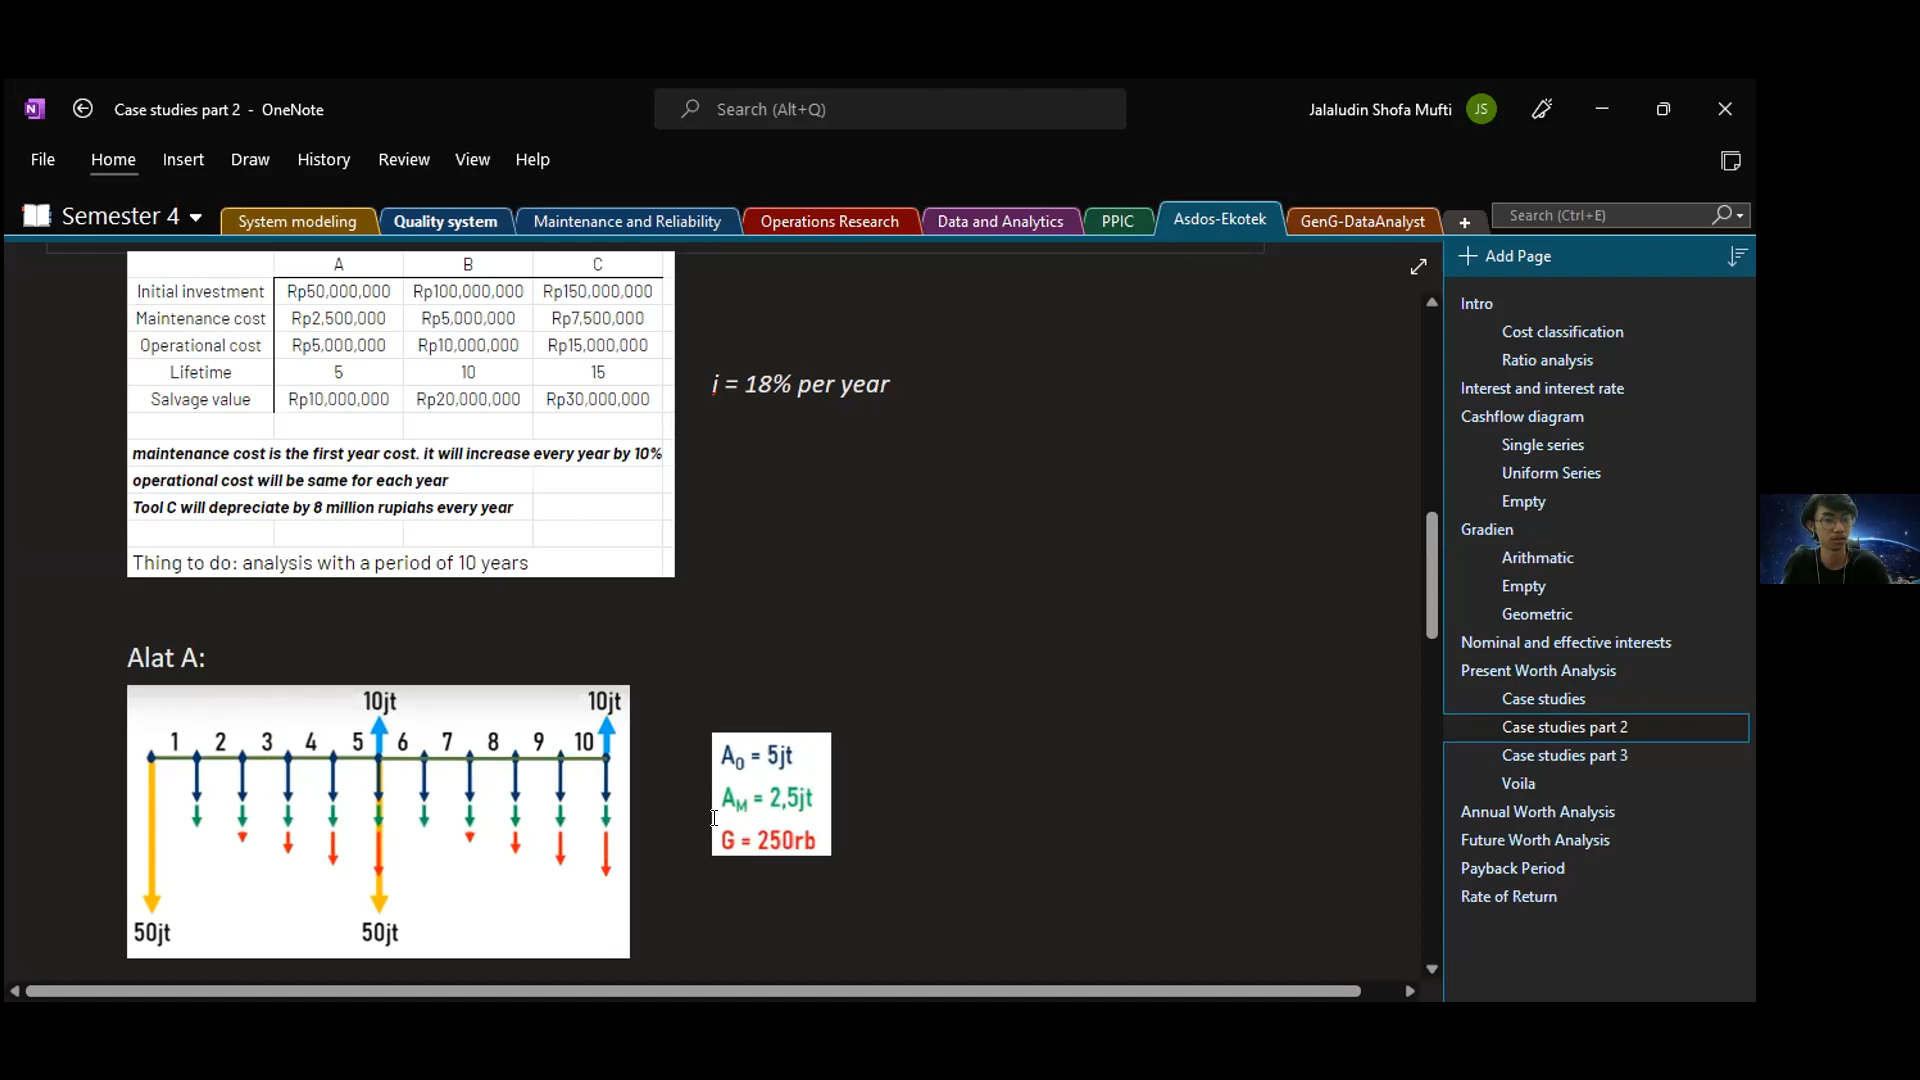 Case studies part 2 - OneNote
Search (Alt+Q)
Jalaludin Shofa Mufti
JS
File Home Insert Draw History Review View Help
Semester 4
System modeling
Quality system
Maintenance and Reliability
Operations Research
Data and Analytics
PPIC
Asdos-Ekotek
GenG-DataAnalyst
+
Search (Ctrl+E)
A B C
Initial investment Rp50,000,000 Rp100,000,000 Rp150,000,000
Maintenance cost Rp2,500,000 Rp5,000,000 Rp7,500,000
Operational cost Rp5,000,000 Rp10,000,000 Rp15,000,000
Lifetime 5 10 15
Salvage value Rp10,000,000 Rp20,000,000 Rp30,000,000
maintenance cost is the first year cost. it will increase every year by 10%
operational cost will be same for each year
Tool C will depreciate by 8 million rupiahs every year
Thing to do: analysis with a period of 10 years
i = 18% per year
Alat A:
10jt 10jt
1 2 3 4 5 6 7 8 9 10
50jt 50jt
A₀ = 5jt
Aᴍ = 2,5jt
G = 250rb
Add Page
Intro
Cost classification
Ratio analysis
Interest and interest rate
Cashflow diagram
Single series
Uniform Series
Empty
Gradien
Arithmatic
Empty
Geometric
Nominal and effective interests
Present Worth Analysis
Case studies
Case studies part 2
Case studies part 3
Voila
Annual Worth Analysis
Future Worth Analysis
Payback Period
Rate of Return